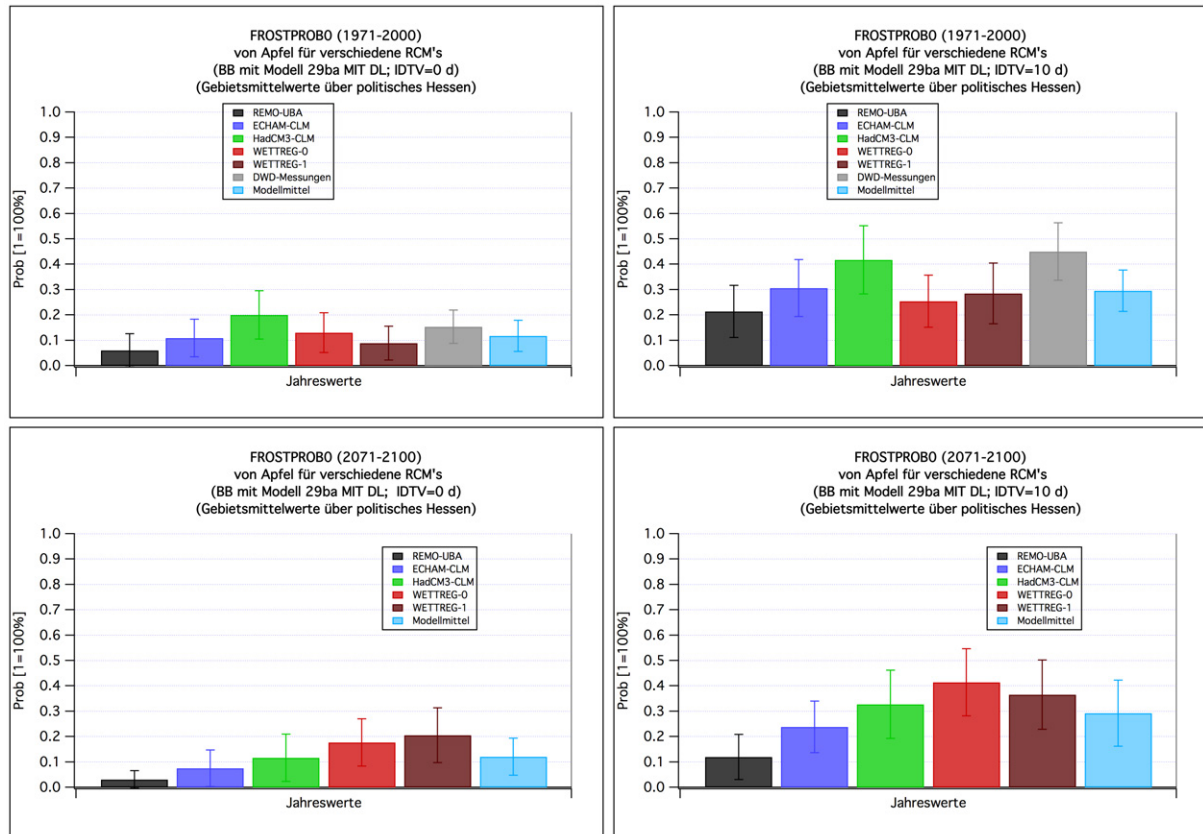 FROSTPROB0 (1971-2000)
von Apfel für verschiedene RCM's
(BB mit Modell 29ba MIT DL; IDTV=0 d)
(Gebietsmittelwerte über politisches Hessen)
1.0
0.9
0.8
0.7
0.6
0.5
0.4
0.3
0.2
0.1
0.0
Prob [1=100%]
REMO-UBA
ECHAM-CLM
HadCM3-CLM
WETTREG-0
WETTREG-1
DWD-Messungen
Modellmittel
Jahreswerte
FROSTPROB0 (1971-2000)
von Apfel für verschiedene RCM's
(BB mit Modell 29ba MIT DL; IDTV=10 d)
(Gebietsmittelwerte über politisches Hessen)
1.0
0.9
0.8
0.7
0.6
0.5
0.4
0.3
0.2
0.1
0.0
Prob [1=100%]
REMO-UBA
ECHAM-CLM
HadCM3-CLM
WETTREG-0
WETTREG-1
DWD-Messungen
Modellmittel
Jahreswerte
FROSTPROB0 (2071-2100)
von Apfel für verschiedene RCM's
(BB mit Modell 29ba MIT DL; IDTV=0 d)
(Gebietsmittelwerte über politisches Hessen)
1.0
0.9
0.8
0.7
0.6
0.5
0.4
0.3
0.2
0.1
0.0
Prob [1=100%]
REMO-UBA
ECHAM-CLM
HadCM3-CLM
WETTREG-0
WETTREG-1
Modellmittel
Jahreswerte
FROSTPROB0 (2071-2100)
von Apfel für verschiedene RCM's
(BB mit Modell 29ba MIT DL; IDTV=10 d)
(Gebietsmittelwerte über politisches Hessen)
1.0
0.9
0.8
0.7
0.6
0.5
0.4
0.3
0.2
0.1
0.0
Prob [1=100%]
REMO-UBA
ECHAM-CLM
HadCM3-CLM
WETTREG-0
WETTREG-1
Modellmittel
Jahreswerte